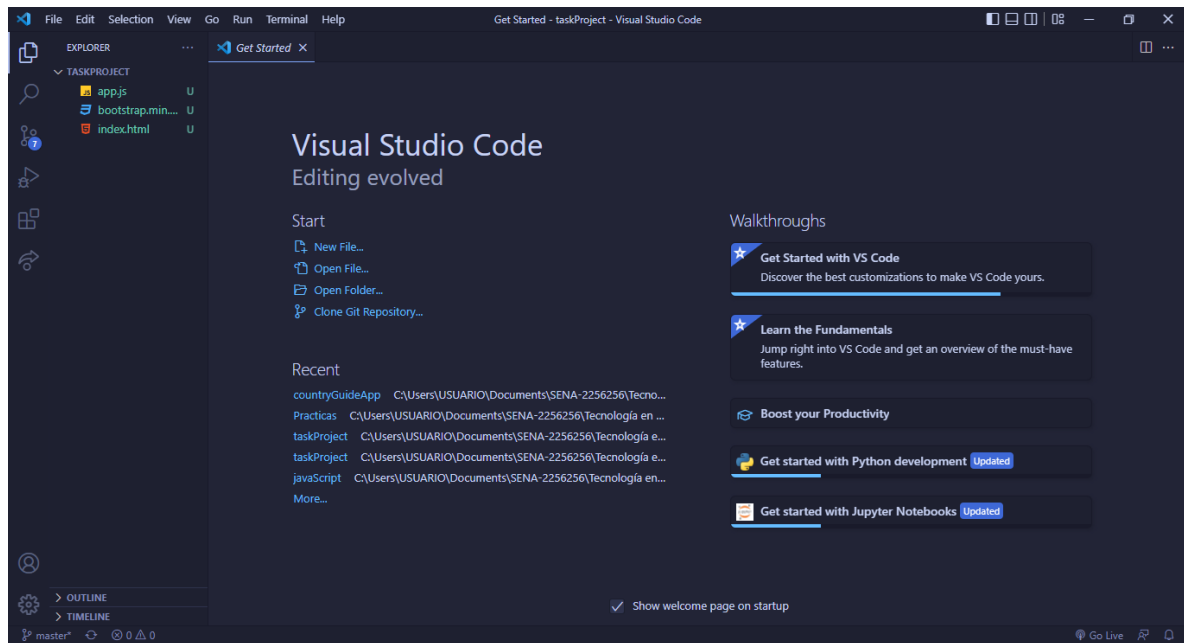 File Edit Selection View Go Run Terminal Help Get Started - taskProject - Visual Studio Code
EXPLORER ···
TASKPROJECT
app.js U
bootstrap.min.... U
index.html U
7
Get Started
Visual Studio Code
Editing evolved
Start
New File...
Open File...
Open Folder...
Clone Git Repository...
Recent
countryGuideApp C:\Users\USUARIO\Documents\SENA-2256256\Tecno...
Practicas C:\Users\USUARIO\Documents\SENA-2256256\Tecnología en ...
taskProject C:\Users\USUARIO\Documents\SENA-2256256\Tecnología e...
taskProject C:\Users\USUARIO\Documents\SENA-2256256\Tecnología e...
javaScript C:\Users\USUARIO\Documents\SENA-2256256\Tecnología en...
More...
Walkthroughs
Get Started with VS Code
Discover the best customizations to make VS Code yours.
Learn the Fundamentals
Jump right into VS Code and get an overview of the must-have
features.
Boost your Productivity
Get started with Python development Updated
Get started with Jupyter Notebooks Updated
Show welcome page on startup
OUTLINE
TIMELINE
master* 0 0 Go Live